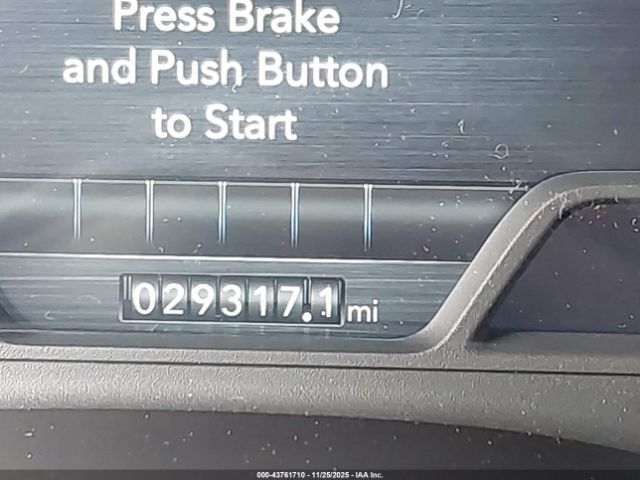 Press Brake
and Push Button
to Start
029317.1 mi
000-43761710 - 11/25/2025 - IAA Inc.